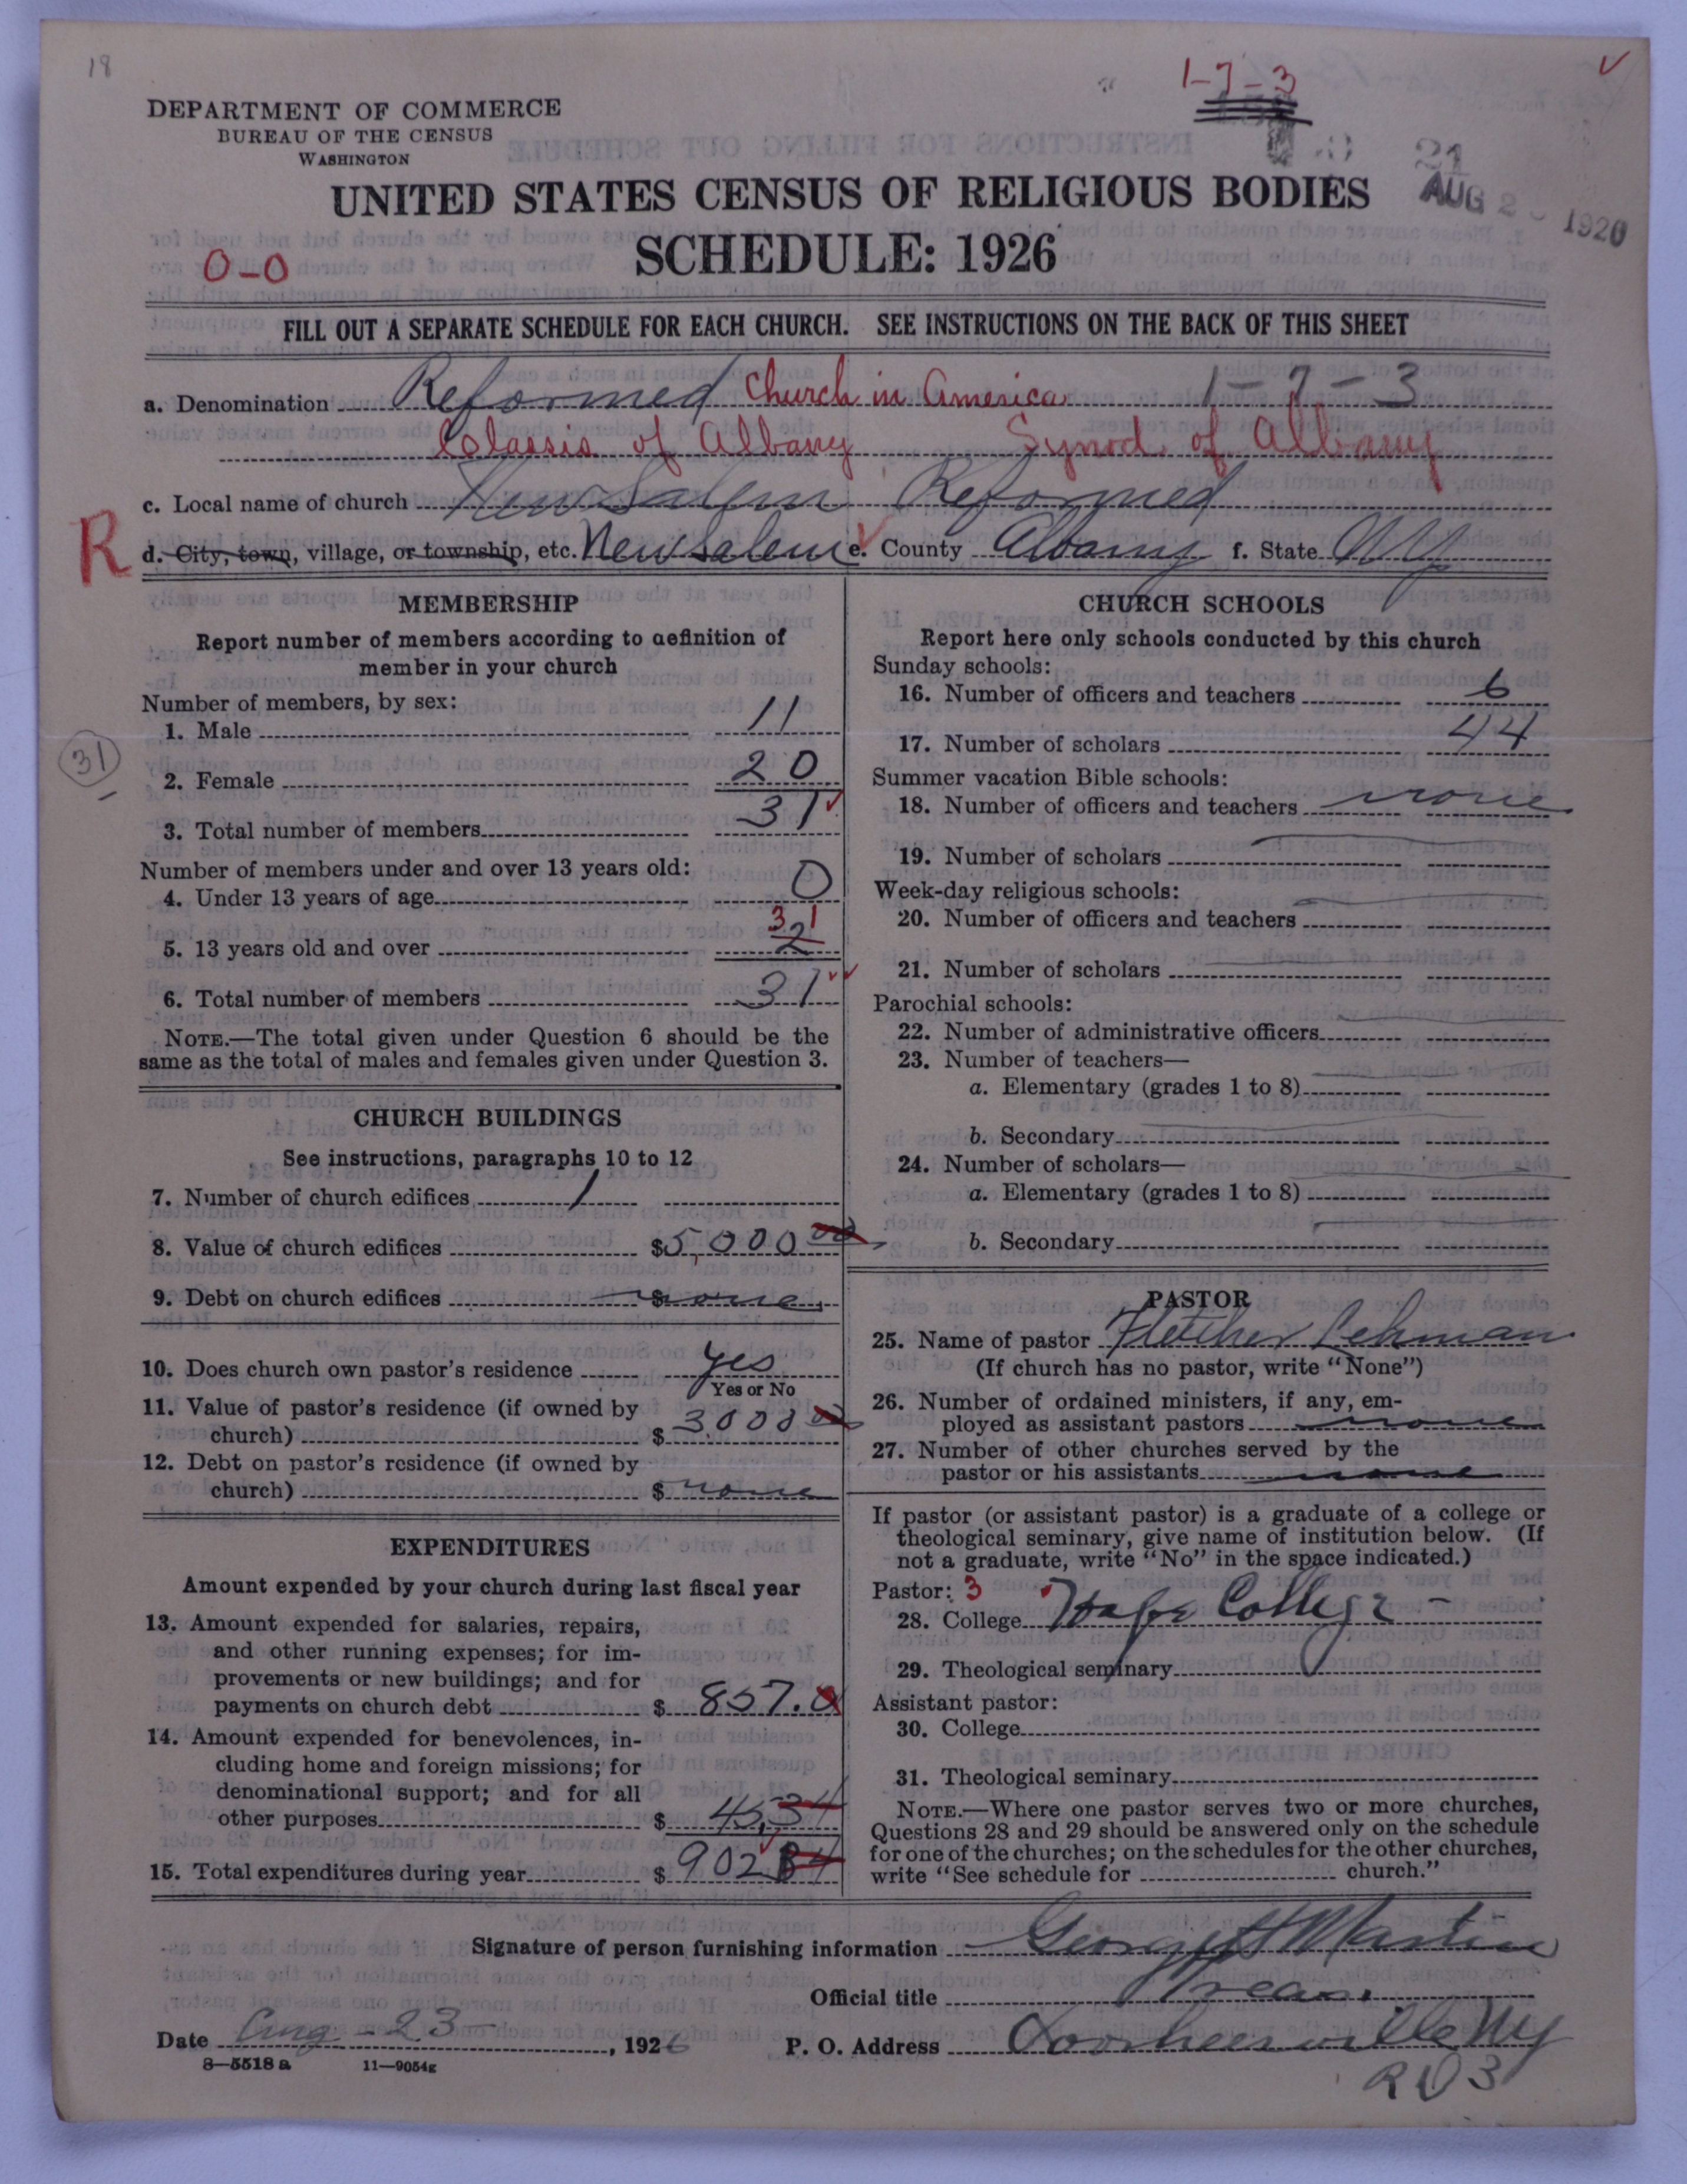 18
1-7-3
DEPARTMENT OF COMMERCE
BUREAU OF THE CENSUS
WASHINGTON
UNITED STATES CENSUS OF RELIGIOUS BODIES
AUG 2 1926
SCHEDULE: 1926
0-0
FILL OUT A SEPARATE SCHEDULE FOR EACH CHURCH. SEE INSTRUCTIONS ON THE BACK OF THIS SHEET
a. Denomination Reformed Church in America 1-7-3
Classis of Albany Synod of Albany
c. Local name of church New Salem Reformed
R
d. City, town, village, or township, etc. New Salem e. County Albany f. State NY
MEMBERSHIP
Report number of members according to definition of
member in your church
Number of members, by sex:
1. Male 11
31
2. Female 20
3. Total number of members 31
Number of members under and over 13 years old:
4. Under 13 years of age 0
5. 13 years old and over 31
6. Total number of members 31
NOTE.—The total given under Question 6 should be the
same as the total of males and females given under Question 3.
CHURCH BUILDINGS
See instructions, paragraphs 10 to 12
7. Number of church edifices 1
8. Value of church edifices $5,000 00
9. Debt on church edifices $ none
10. Does church own pastor's residence yes
Yes or No
11. Value of pastor's residence (if owned by
church) $ 3000 00
12. Debt on pastor's residence (if owned by
church) $ none
EXPENDITURES
Amount expended by your church during last fiscal year
13. Amount expended for salaries, repairs,
and other running expenses; for im-
provements or new buildings; and for
payments on church debt $ 857.0
14. Amount expended for benevolences, in-
cluding home and foreign missions; for
denominational support; and for all
other purposes $ 45,34
15. Total expenditures during year $ 902 84
CHURCH SCHOOLS
Report here only schools conducted by this church
Sunday schools:
16. Number of officers and teachers 6
17. Number of scholars 44
Summer vacation Bible schools:
18. Number of officers and teachers none
19. Number of scholars
Week-day religious schools:
20. Number of officers and teachers
21. Number of scholars
Parochial schools:
22. Number of administrative officers
23. Number of teachers—
a. Elementary (grades 1 to 8)
b. Secondary
24. Number of scholars—
a. Elementary (grades 1 to 8)
b. Secondary
PASTOR
25. Name of pastor Fletcher Lehman
(If church has no pastor, write "None")
26. Number of ordained ministers, if any, em-
ployed as assistant pastors none
27. Number of other churches served by the
pastor or his assistants none
If pastor (or assistant pastor) is a graduate of a college or
theological seminary, give name of institution below. (If
not a graduate, write "No" in the space indicated.)
Pastor: 3
28. College Hope College -
29. Theological seminary
Assistant pastor:
30. College
31. Theological seminary
NOTE.—Where one pastor serves two or more churches,
Questions 28 and 29 should be answered only on the schedule
for one of the churches; on the schedules for the other churches,
write "See schedule for church."
Signature of person furnishing information George H Martin
Official title Treas.
Date Aug - 23 -, 1926 P. O. Address Voorheesville NY
8—5518 a 11—9054g
RD 3